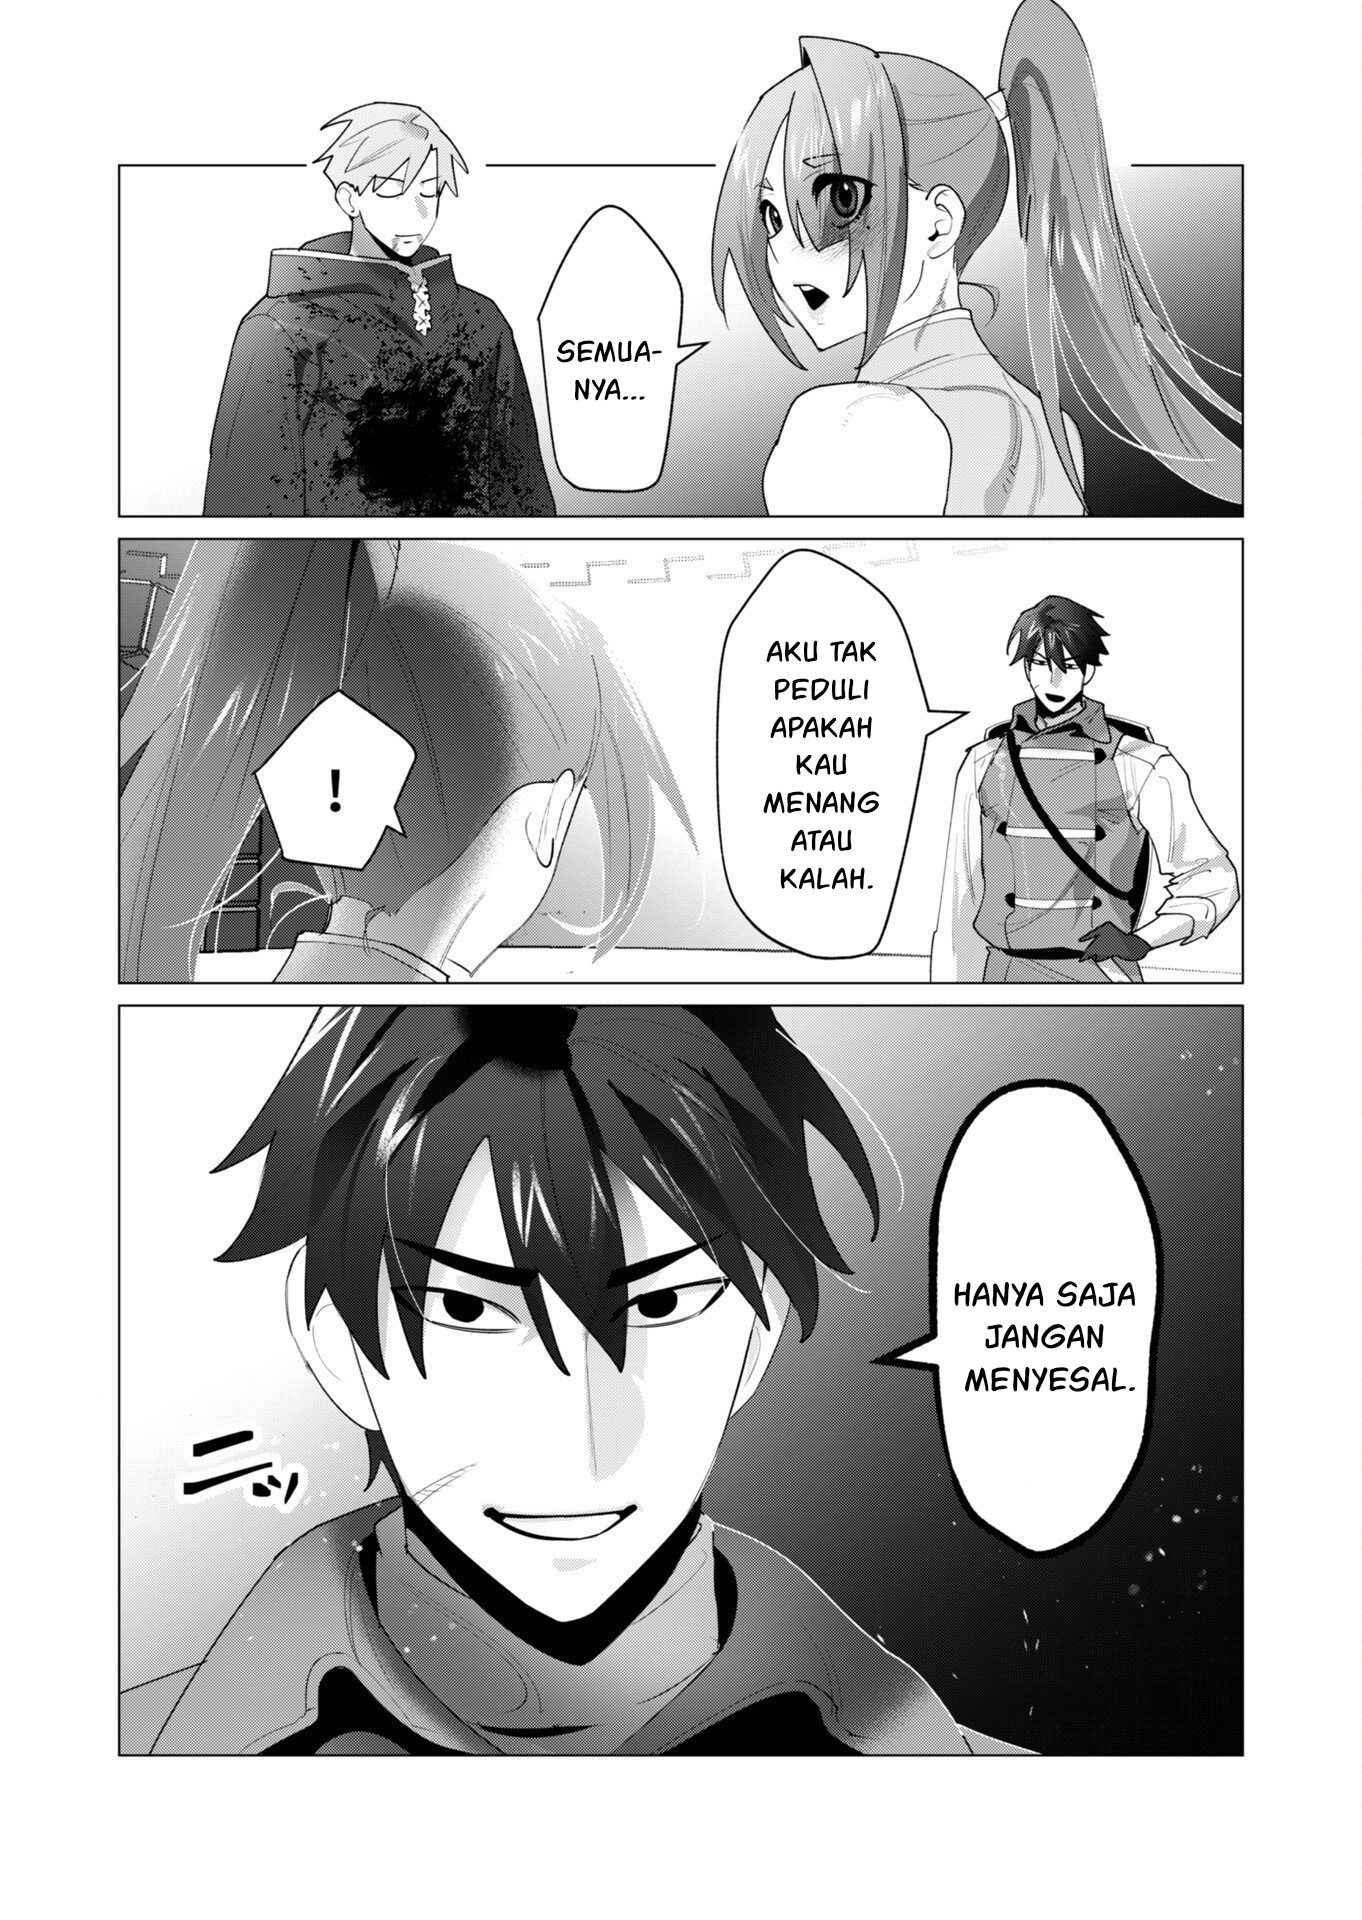 SEMUA-
NYA...
AKU TAK
PEDULI
APAKAH
KAU
MENANG
ATAU
KALAH.
!
HANYA SAJA
JANGAN
MENYESAL.
ニッ